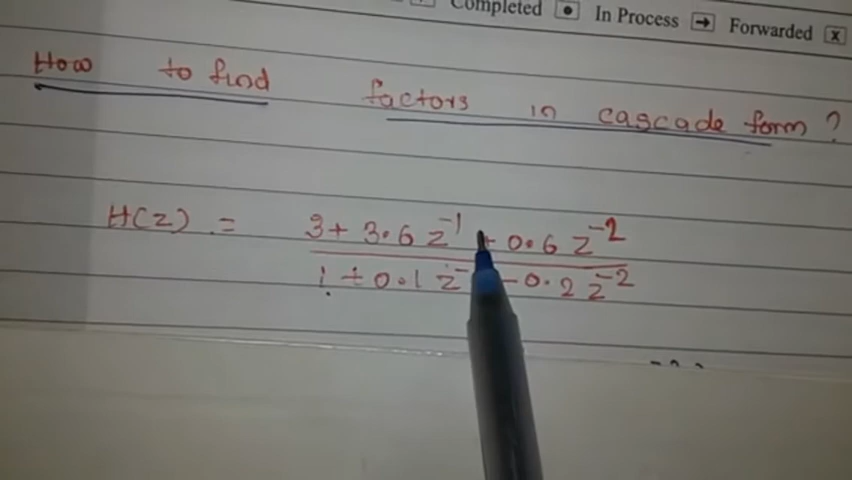 Completed In Process Forwarded
How to find factors in cascade form?
H(z) = 3 + 3.6 z⁻¹ + 0.6 z⁻²
1 + 0.1 z⁻ - 0.2 z⁻²